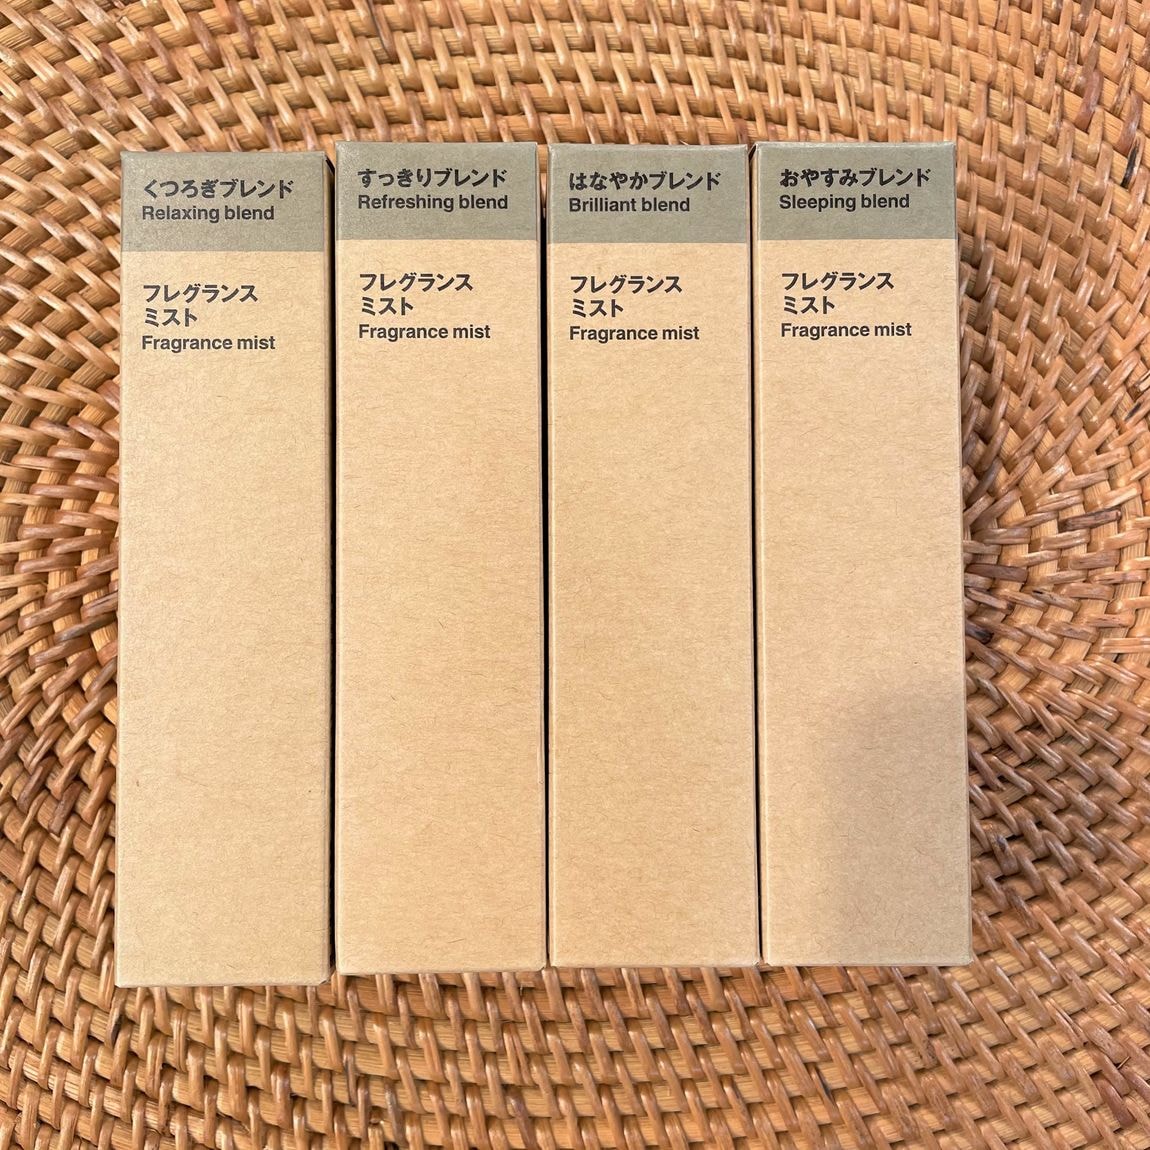 くつろぎブレンド
Relaxing blend
フレグランス
ミスト
Fragrance mist
すっきりブレンド
Refreshing blend
フレグランス
ミスト
Fragrance mist
はなやかブレンド
Brilliant blend
フレグランス
ミスト
Fragrance mist
おやすみブレンド
Sleeping blend
フレグランス
ミスト
Fragrance mist